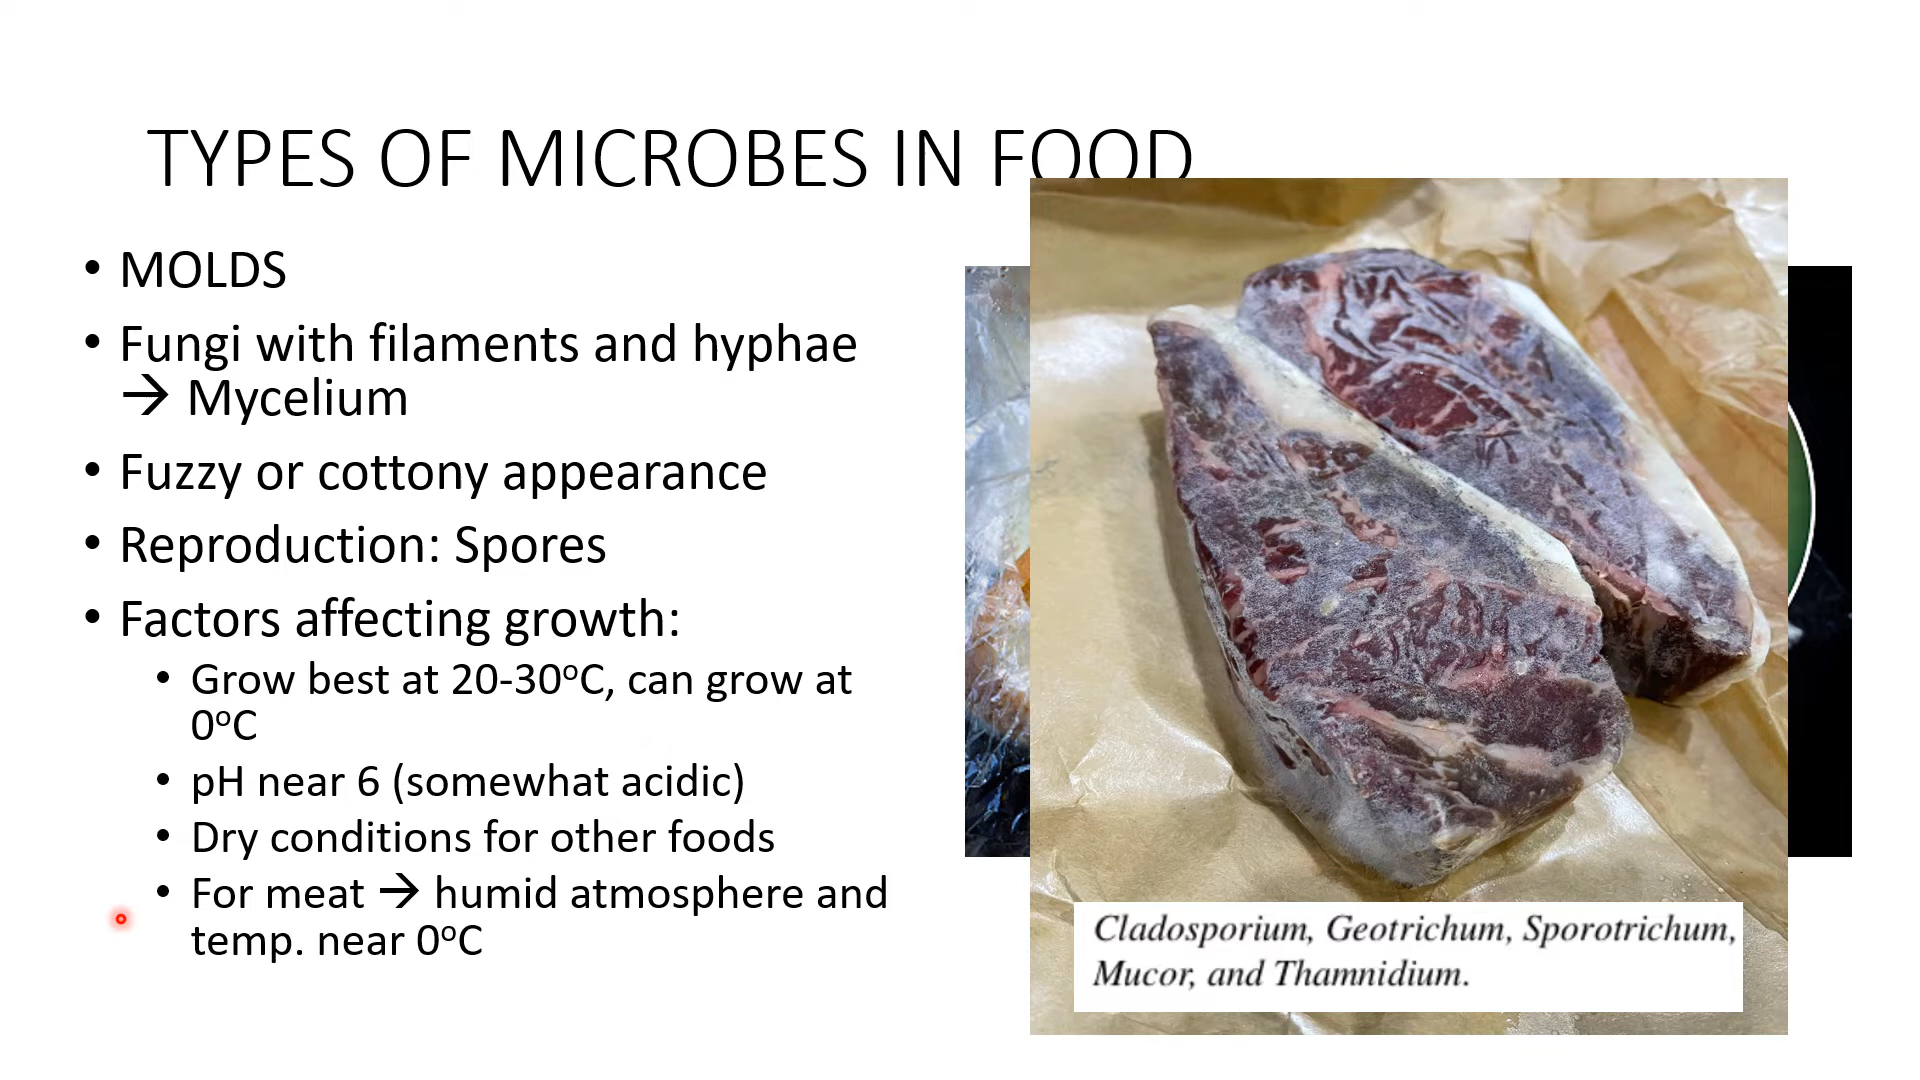 TYPES OF MICROBES IN FOOD
• MOLDS
• Fungi with filaments and hyphae
→ Mycelium
• Fuzzy or cottony appearance
• Reproduction: Spores
• Factors affecting growth:
• Grow best at 20-30ºC, can grow at
0ºC
• pH near 6 (somewhat acidic)
• Dry conditions for other foods
• For meat → humid atmosphere and
temp. near 0ºC
Cladosporium, Geotrichum, Sporotrichum,
Mucor, and Thamnidium.